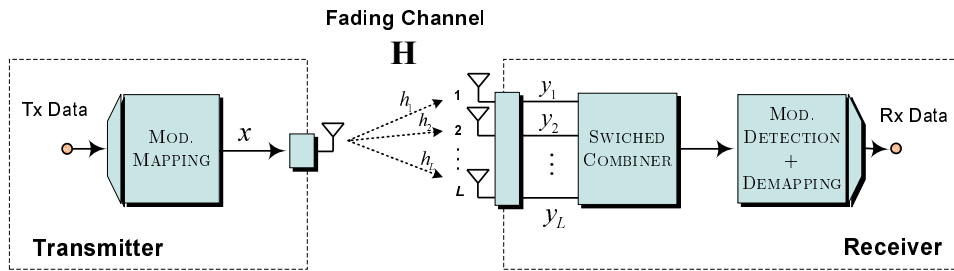 Fading Channel
H
Tx Data
MOD.
MAPPING
x
h1
h2
hL
1
2
L
y1
y2
yL
SWICHED
COMBINER
MOD.
DETECTION
+
DEMAPPING
Rx Data
Transmitter
Receiver